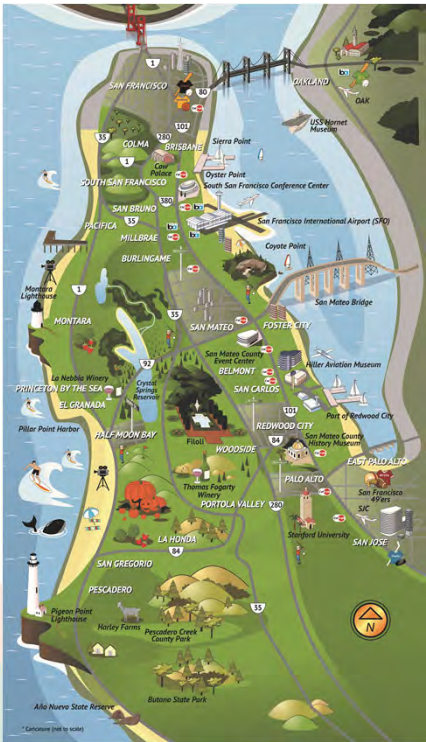 1
SAN FRANCISCO
80
OAKLAND
ba
OAK
USS Hornet
Museum
101
35
280
COLMA
BRISBANE
Sierra Point
1
Cow
Palace
Oyster Point
SOUTH SAN FRANCISCO
South San Francisco Conference Center
380
SAN BRUNO
ba
35
San Francisco International Airport (SFO)
PACIFICA
MILLBRAE
ba
Coyote Point
BURLINGAME
Montara
Lighthouse
1
San Mateo Bridge
35
MONTARA
SAN MATEO
FOSTER CITY
92
San Mateo County
Event Center
Hiller Aviation Museum
La Nebbia Winery
BELMONT
PRINCETON BY THE SEA
Crystal
Springs
Reservoir
SAN CARLOS
EL GRANADA
101
Port of Redwood City
Pillar Point Harbor
REDWOOD CITY
HALF MOON BAY
84
San Mateo County
History Museum
Filoli
WOODSIDE
EAST PALO ALTO
PALO ALTO
San Francisco
49'ers
Thomas Fogarty
Winery
PORTOLA VALLEY
280
SJC
Stanford University
SAN JOSE
LA HONDA
84
SAN GREGORIO
PESCADERO
35
Pigeon Point
Lighthouse
Harley Farms
Pescadero Creek
County Park
N
Butano State Park
Año Nuevo State Reserve
* Caricature (not to scale)